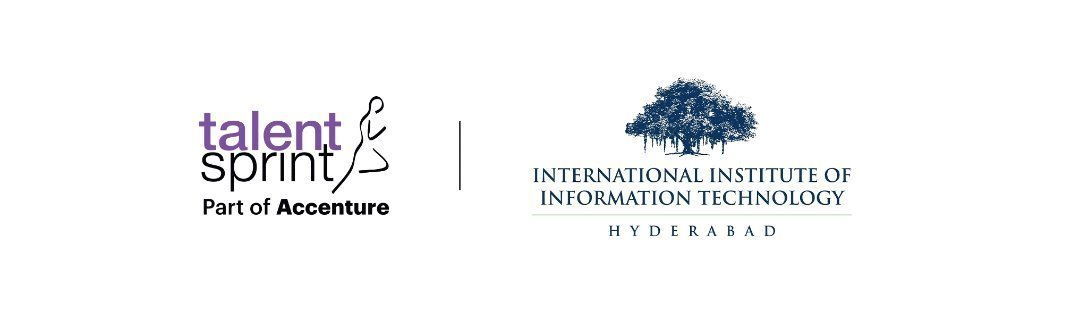 talent
sprint
Part of Accenture
INTERNATIONAL INSTITUTE OF
INFORMATION TECHNOLOGY
HYDERABAD